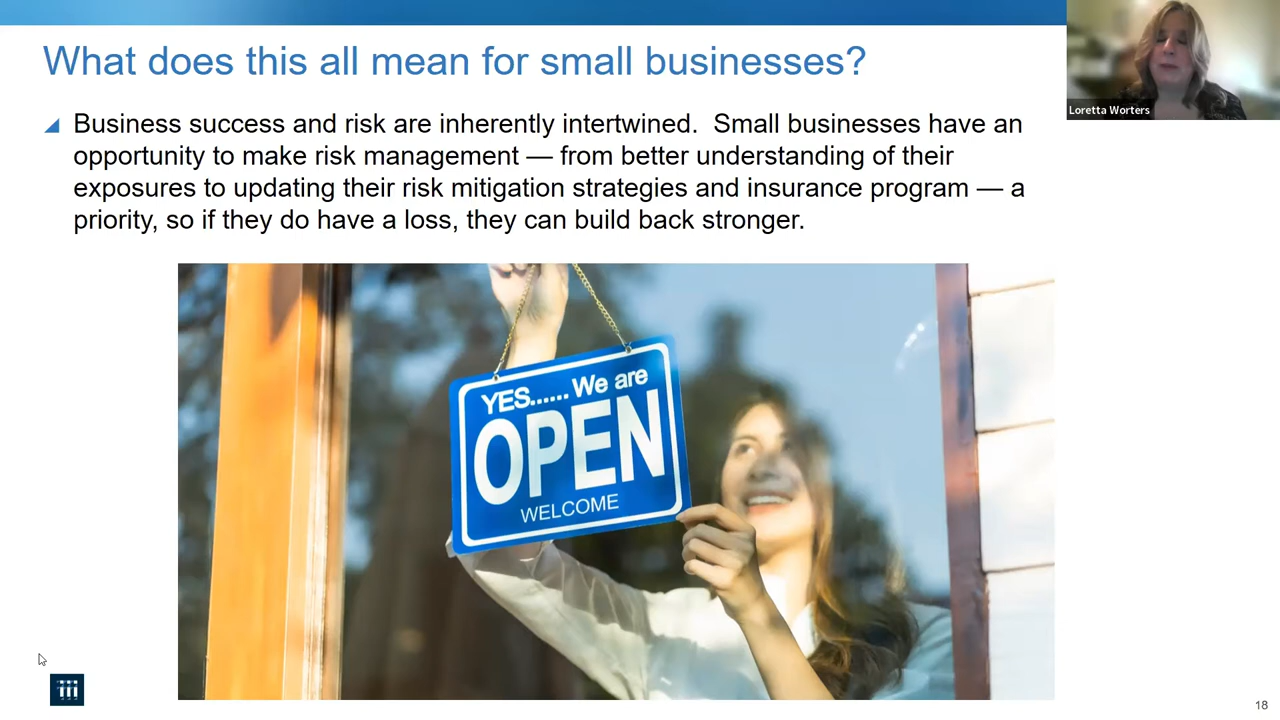 What does this all mean for small businesses?
Loretta Worters
Business success and risk are inherently intertwined.  Small businesses have an
opportunity to make risk management — from better understanding of their
exposures to updating their risk mitigation strategies and insurance program — a
priority, so if they do have a loss, they can build back stronger.
YES...... We are
OPEN
WELCOME
iii
18